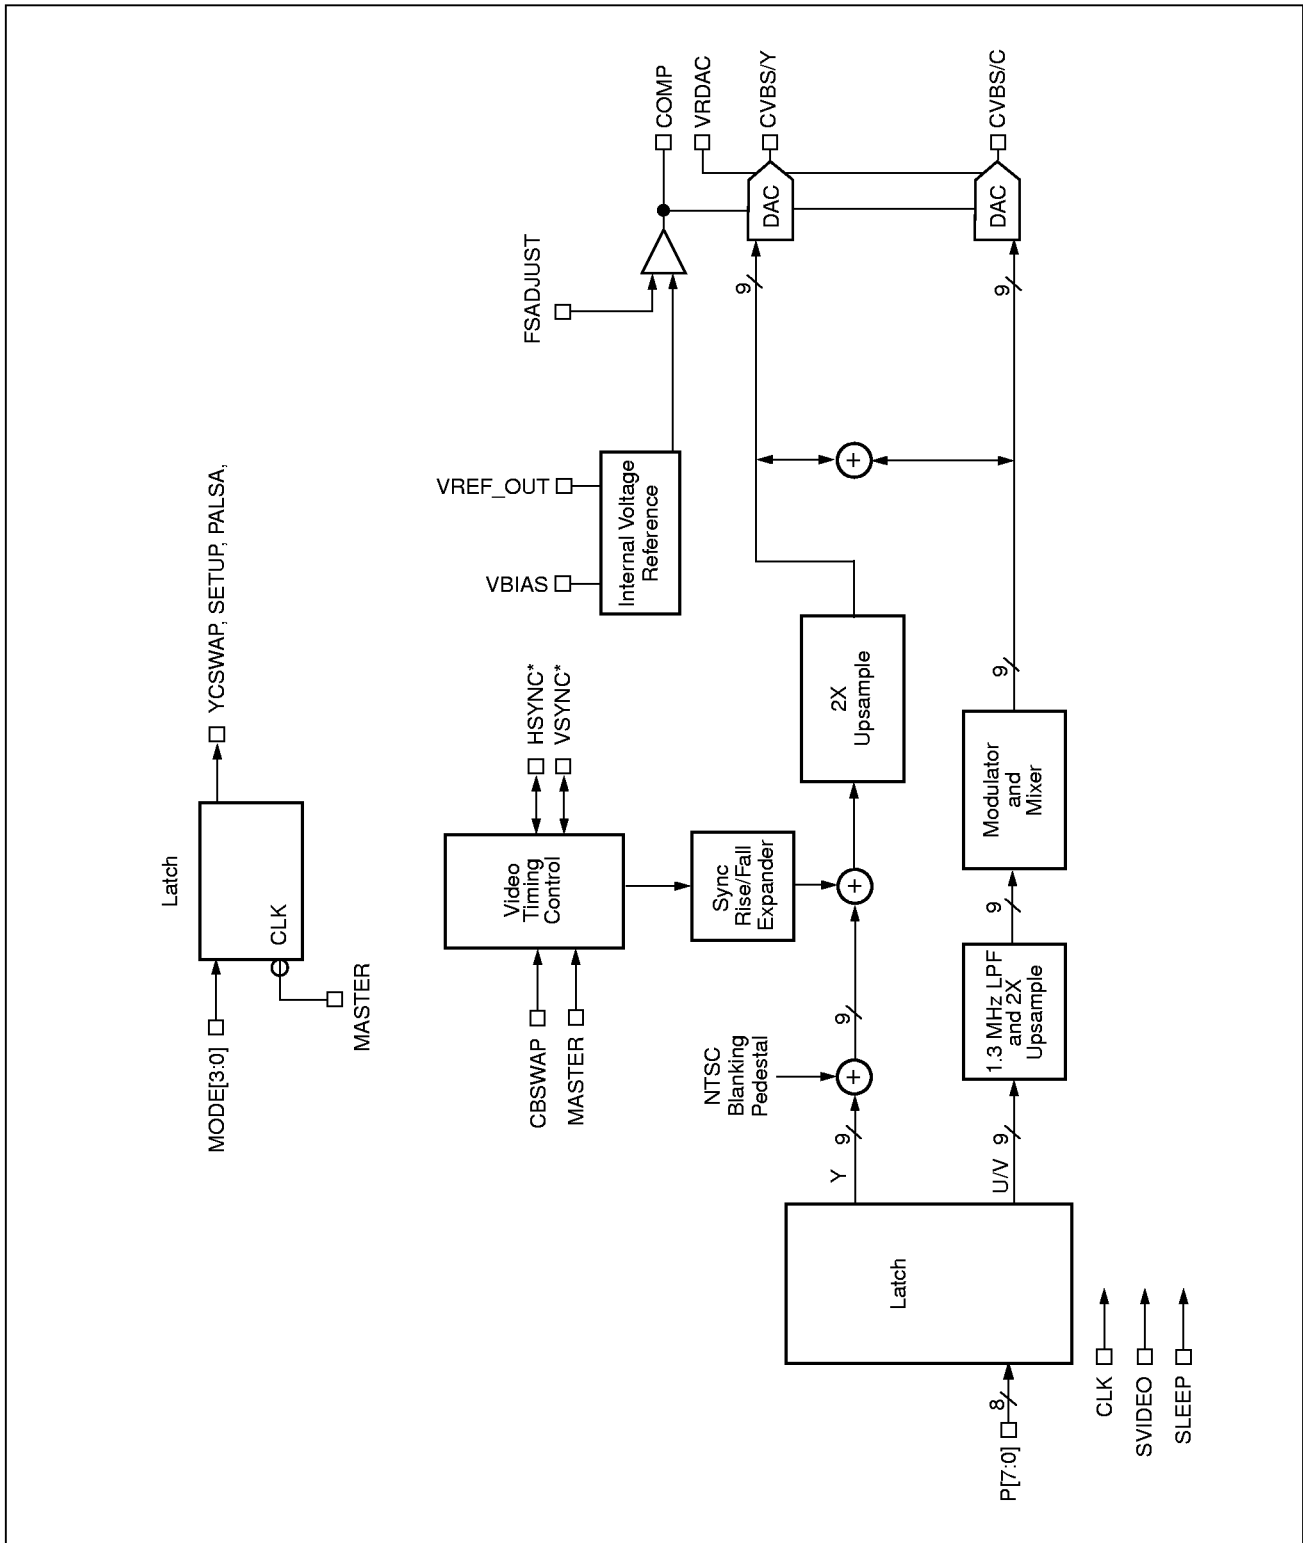 Latch
MODE[3:0]
CLK
MASTER
YCSWAP, SETUP, PALSA,
CBSWAP
MASTER
Video
Timing
Control
HSYNC*
VSYNC*
VBIAS
VREF_OUT
Internal Voltage
Reference
FSADJUST
COMP
VRDAC
CVBS/Y
CVBS/C
DAC
DAC
Sync
Rise/Fall
Expander
NTSC
Blanking
Pedestal
P[7:0]
8
Latch
Y
9
+
9
+
2X
Upsample
9
+
U/V
9
1.3 MHz LPF
and 2X
Upsample
9
Modulator
and
Mixer
9
9
CLK
SVIDEO
SLEEP